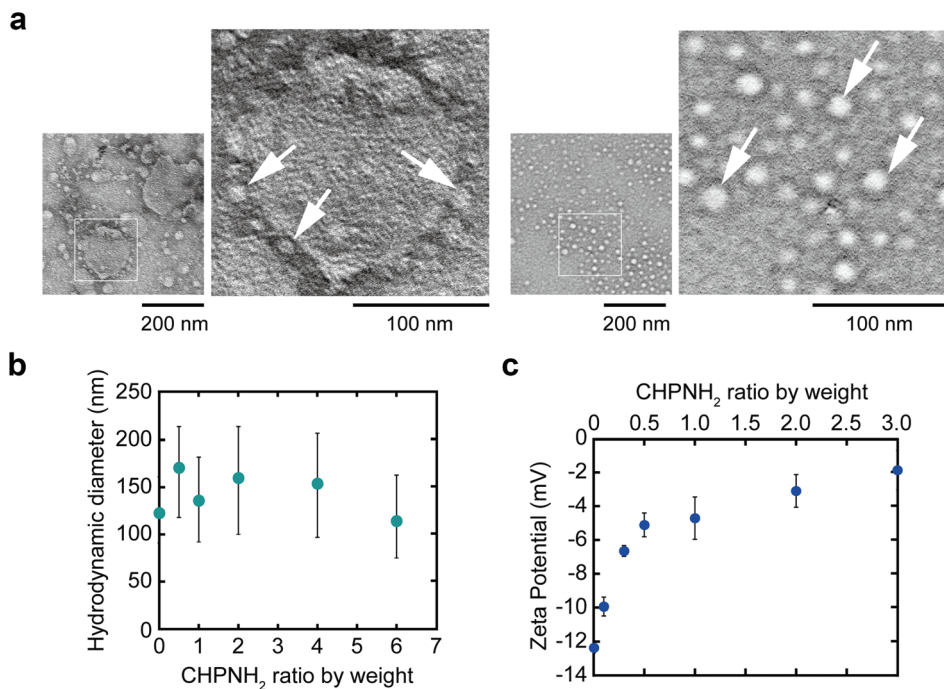 a
200 nm
100 nm
200 nm
100 nm
b
250
200
150
100
50
0
Hydrodynamic diameter (nm)
0 1 2 3 4 5 6 7
CHPNH₂ ratio by weight
c
CHPNH₂ ratio by weight
0 0.5 1.0 1.5 2.0 2.5 3.0
0
-2
-4
-6
-8
-10
-12
-14
Zeta Potential (mV)